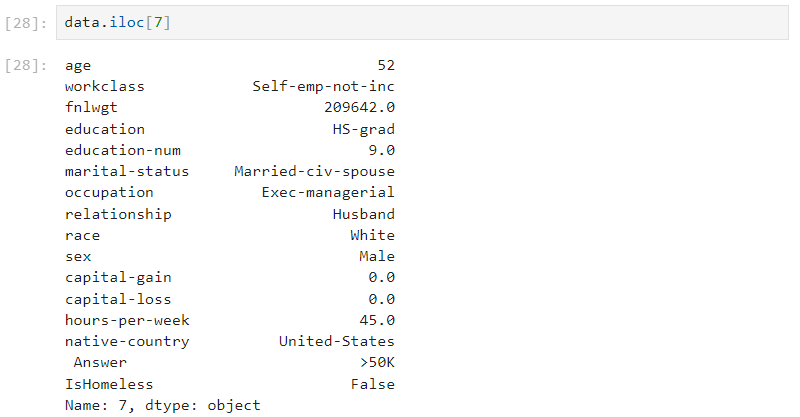 [28]: data.iloc[7]
[28]: age 52
workclass Self-emp-not-inc
fnlwgt 209642.0
education HS-grad
education-num 9.0
marital-status Married-civ-spouse
occupation Exec-managerial
relationship Husband
race White
sex Male
capital-gain 0.0
capital-loss 0.0
hours-per-week 45.0
native-country United-States
Answer >50K
IsHomeless False
Name: 7, dtype: object